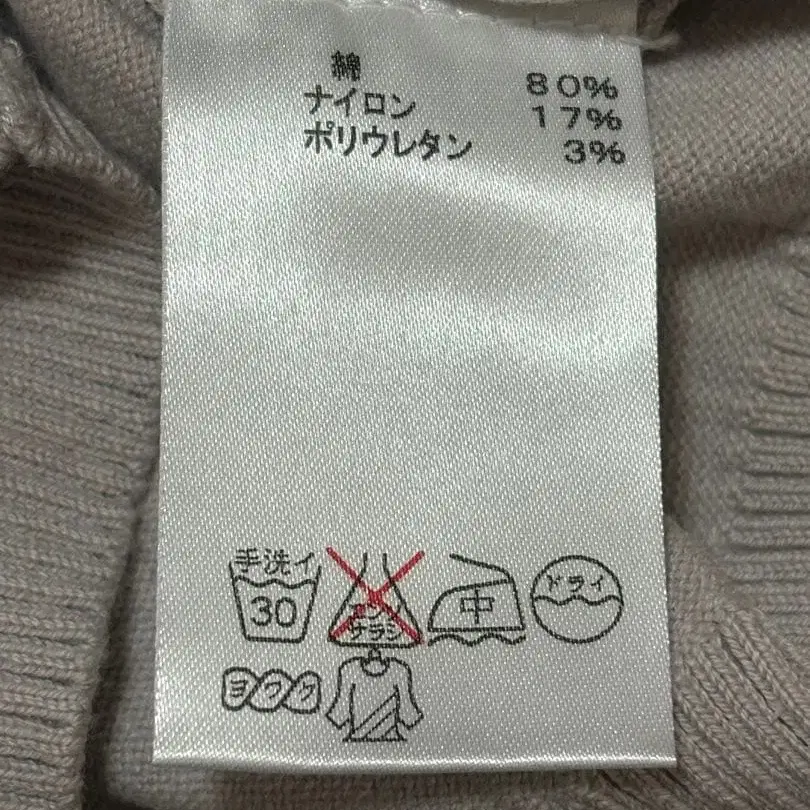 綿 80%
ナイロン 17%
ポリウレタン 3%
手洗イ
30
エンソ
サラシ
中
ドライ
ヨワク